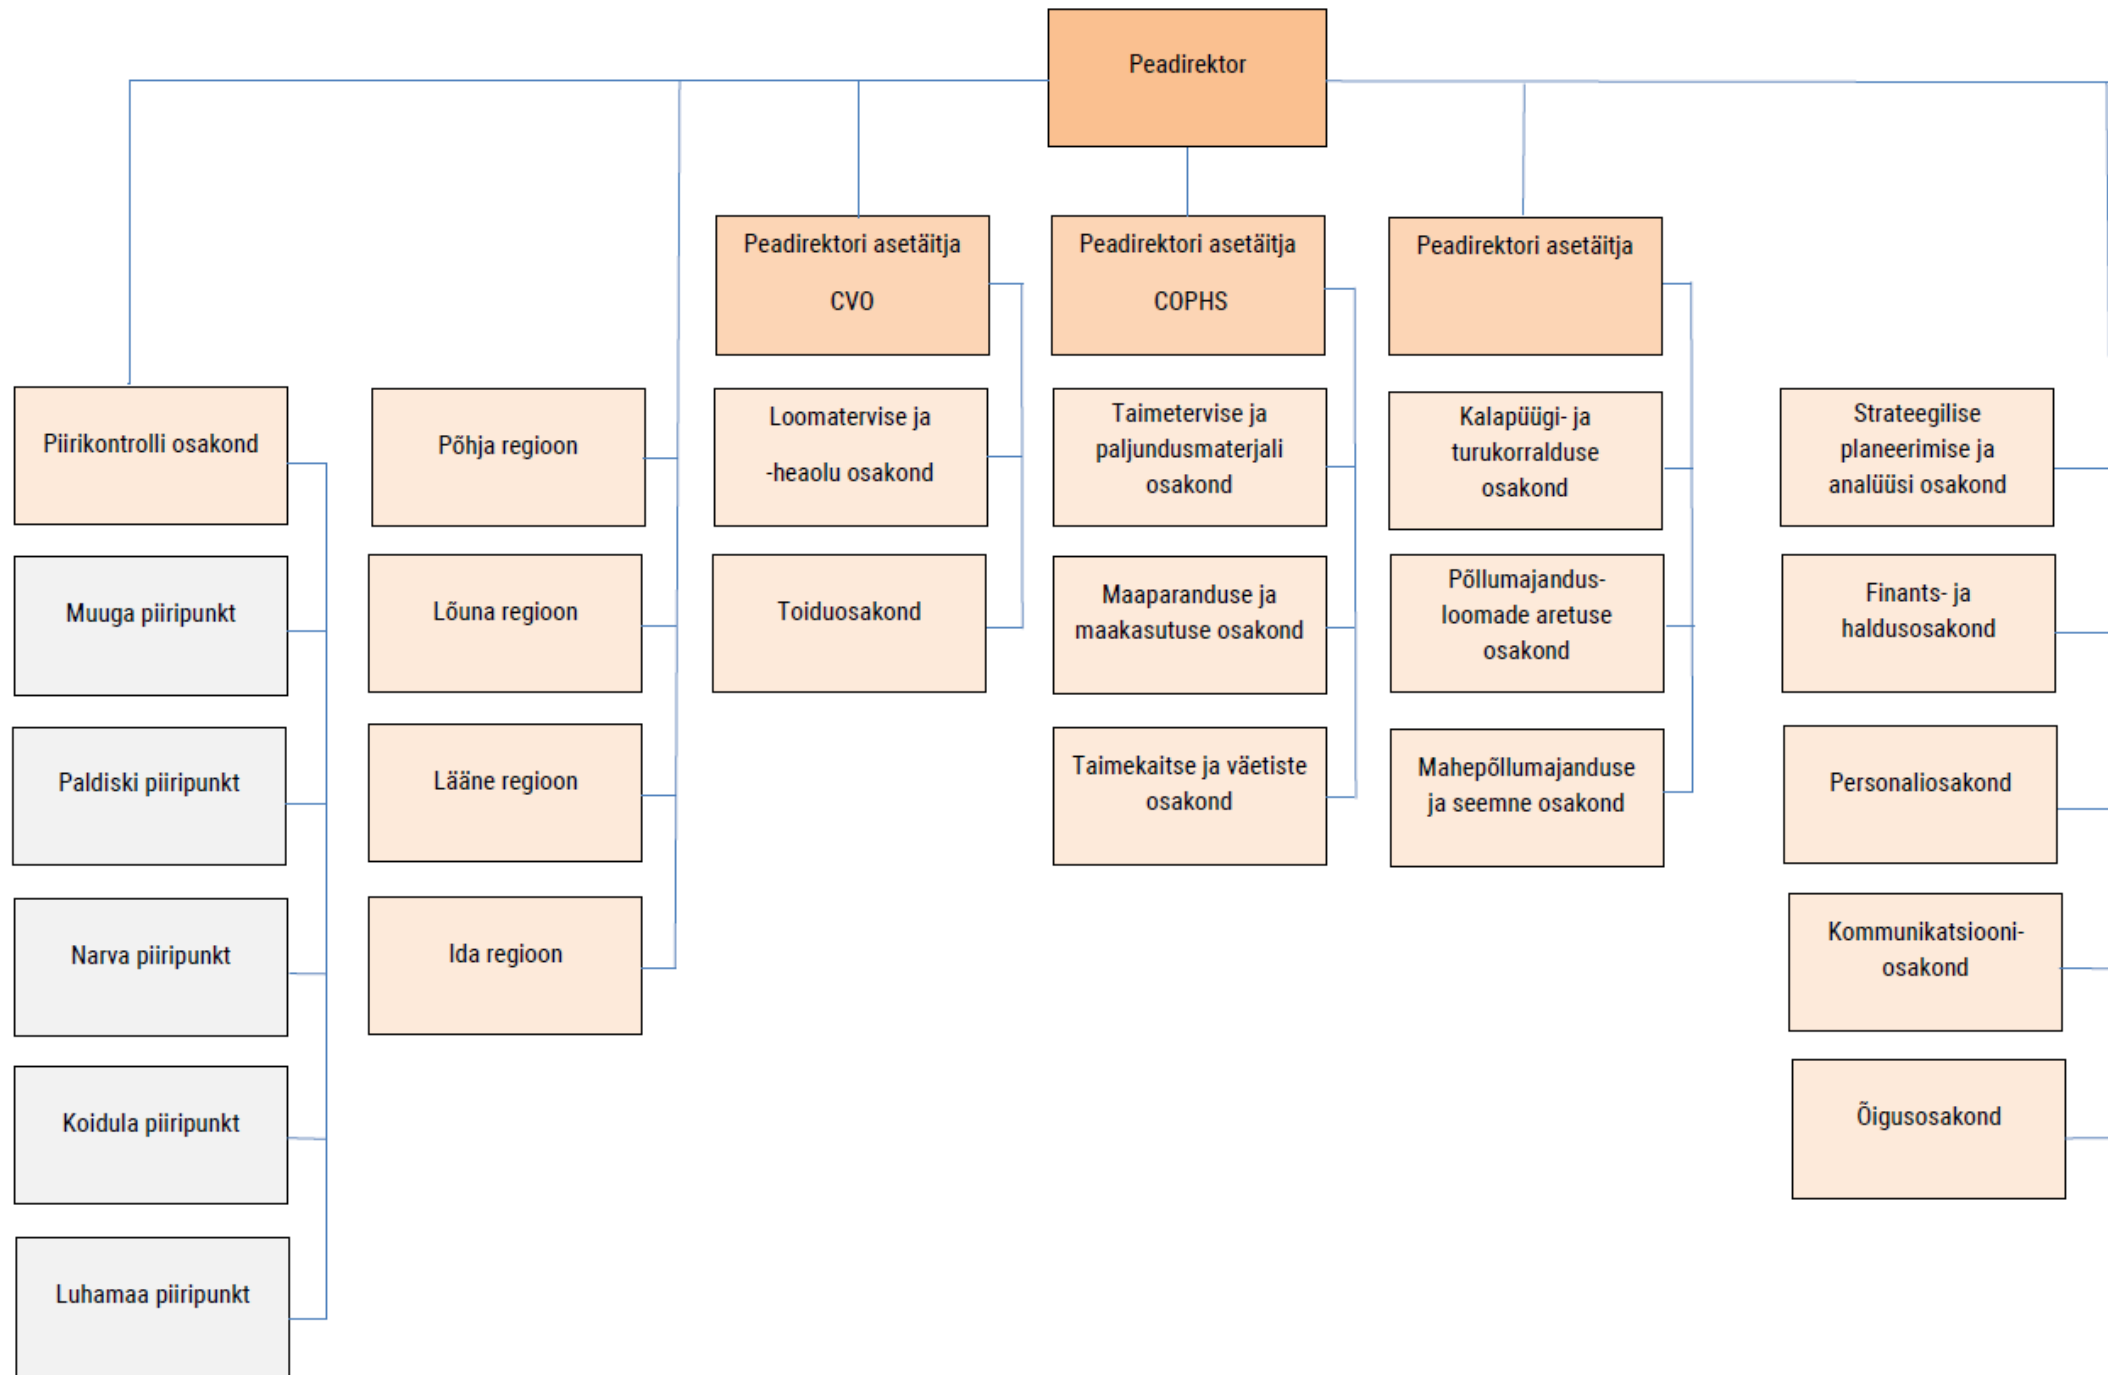 Peadirektor
Peadirektori asetäitja
CVO
Peadirektori asetäitja
COPHS
Peadirektori asetäitja
Piirikontrolli osakond
Muuga piiripunkt
Paldiski piiripunkt
Narva piiripunkt
Koidula piiripunkt
Luhamaa piiripunkt
Põhja regioon
Lõuna regioon
Lääne regioon
Ida regioon
Loomatervise ja
-heaolu osakond
Toiduosakond
Taimetervise ja
paljundusmaterjali
osakond
Maaparanduse ja
maakasutuse osakond
Taimekaitse ja väetiste
osakond
Kalapüügi- ja
turukorralduse
osakond
Põllumajandus-
loomade aretuse
osakond
Mahepõllumajanduse
ja seemne osakond
Strateegilise
planeerimise ja
analüüsi osakond
Finants- ja
haldusosakond
Personaliosakond
Kommunikatsiooni-
osakond
Õigusosakond